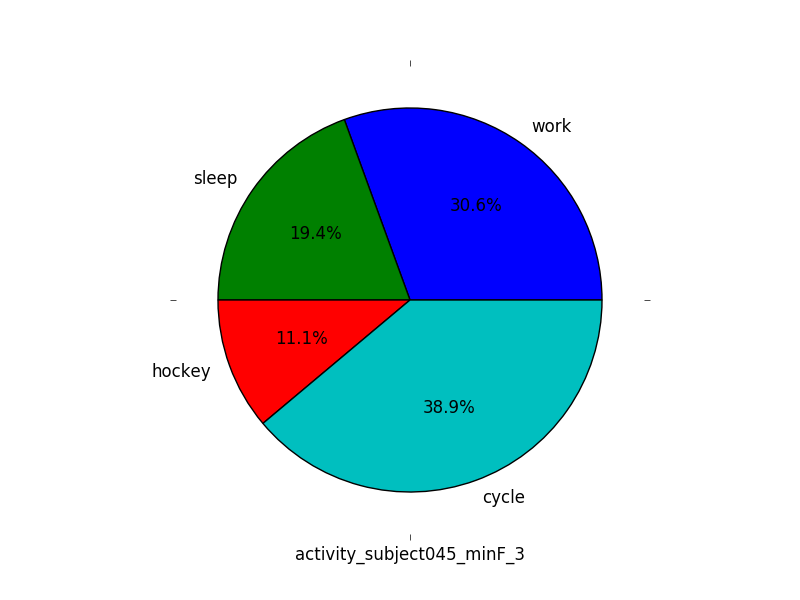 work
30.6%
sleep
19.4%
11.1%
hockey
38.9%
cycle
activity_subject045_minF_3